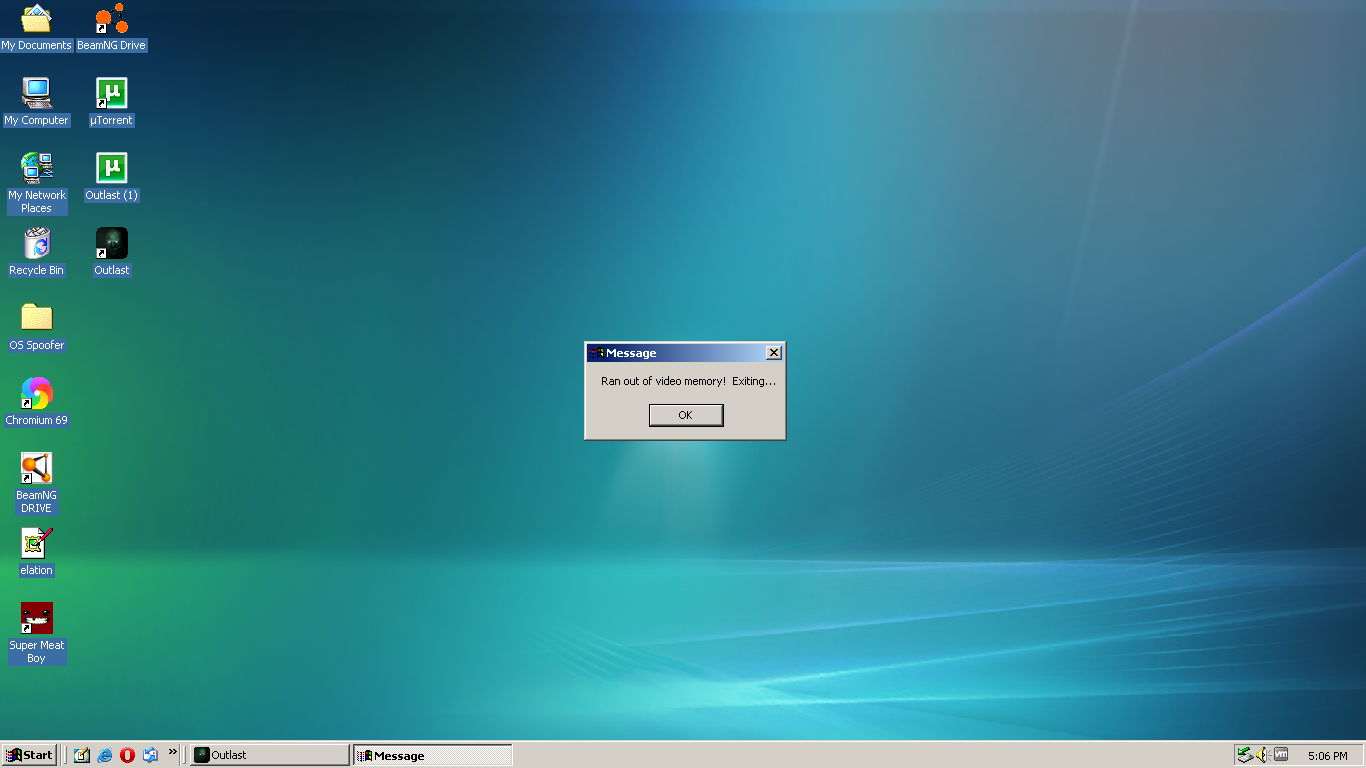 My Documents
BeamNG Drive
My Computer
µTorrent
My Network
Places
Outlast (1)
Recycle Bin
Outlast
OS Spoofer
Chromium 69
BeamNG
DRIVE
elation
Super Meat
Boy
Message
Ran out of video memory! Exiting...
OK
Start
Outlast
Message
5:06 PM